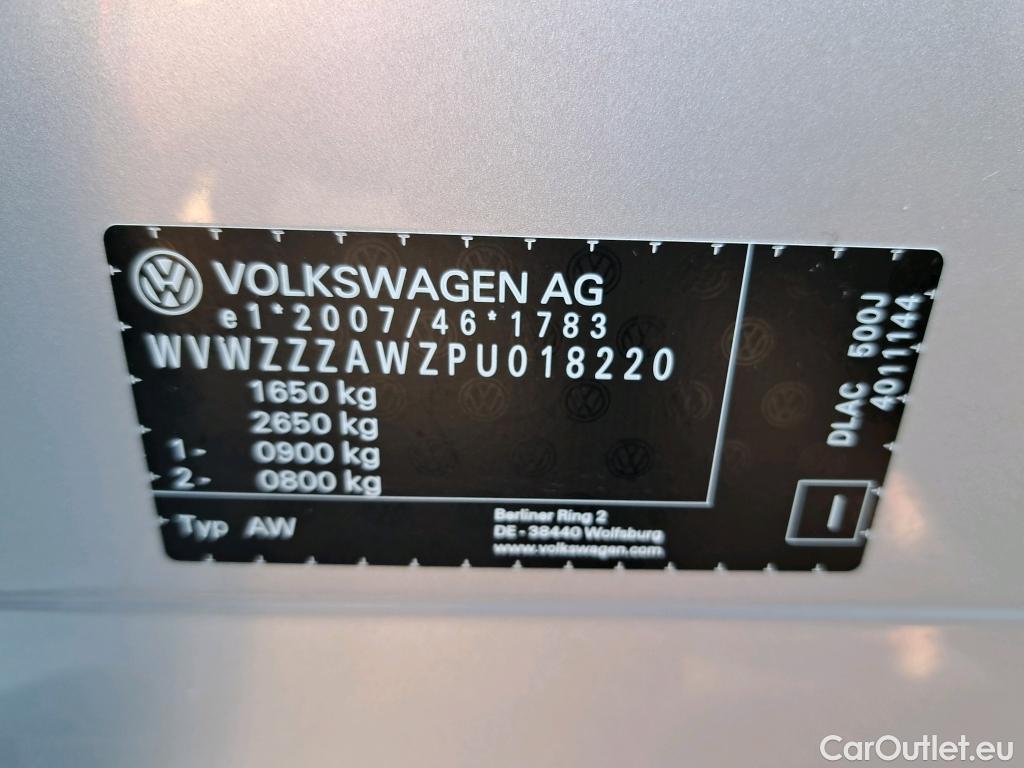 VOLKSWAGEN AG
e1*2007/46*1783
WVWZZZAWZPU018220
1650 kg
2650 kg
1- 0900 kg
2- 0800 kg
Typ AW
Berliner Ring 2
DE - 38440 Wolfsburg
www.volkswagen.com
DLAC 500J
4011144
CarOutlet.eu